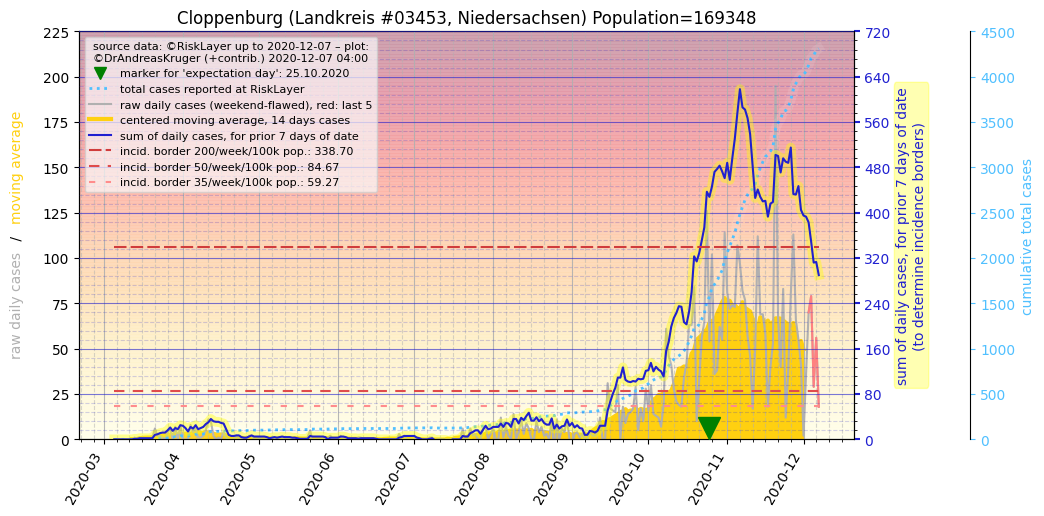 Cloppenburg (Landkreis #03453, Niedersachsen) Population=169348
source data: ©RiskLayer up to 2020-12-07 – plot:
©DrAndreasKruger (+contrib.) 2020-12-07 04:00
marker for 'expectation day': 25.10.2020
total cases reported at RiskLayer
raw daily cases (weekend-flawed), red: last 5
centered moving average, 14 days cases
sum of daily cases, for prior 7 days of date
incid. border 200/week/100k pop.: 338.70
incid. border 50/week/100k pop.: 84.67
incid. border 35/week/100k pop.: 59.27
raw daily cases / moving average
225
200
175
150
125
100
75
50
25
0
720
640
560
480
400
320
240
160
80
0
sum of daily cases, for prior 7 days of date
(to determine incidence borders)
4500
4000
3500
3000
2500
2000
1500
1000
500
0
cumulative total cases
2020-03
2020-04
2020-05
2020-06
2020-07
2020-08
2020-09
2020-10
2020-11
2020-12